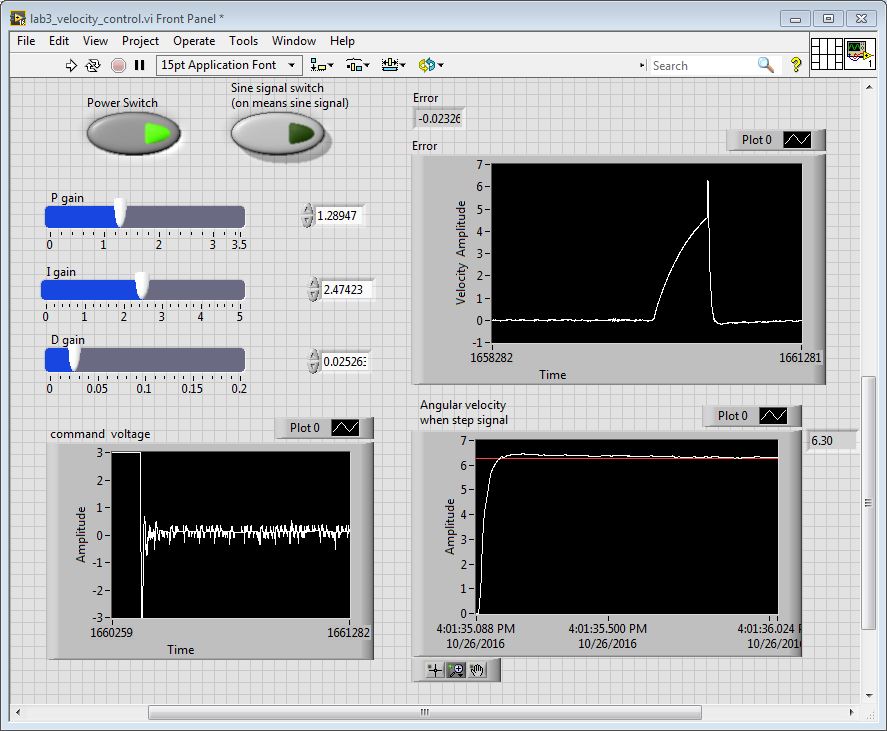 lab3_velocity_control.vi Front Panel *
File Edit View Project Operate Tools Window Help
15pt Application Font
Search
?
1
Power Switch
Sine signal switch
(on means sine signal)
Error
-0.02326
P gain
1.28947
0 1 2 3 3.5
I gain
2.47423
0 1 2 3 4 5
D gain
0.02526
0 0.05 0.1 0.15 0.2
Error
Plot 0
Velocity Amplitude
7
6
5
4
3
2
1
0
-1
1658282 1661281
Time
command voltage
Plot 0
Amplitude
3
2
1
0
-1
-2
-3
1660259 1661282
Time
Angular velocity
when step signal
Plot 0
6.30
Amplitude
7
6
5
4
3
2
1
0
4:01:35.088 PM 4:01:35.500 PM 4:01:36.024
10/26/2016 10/26/2016 10/26/201